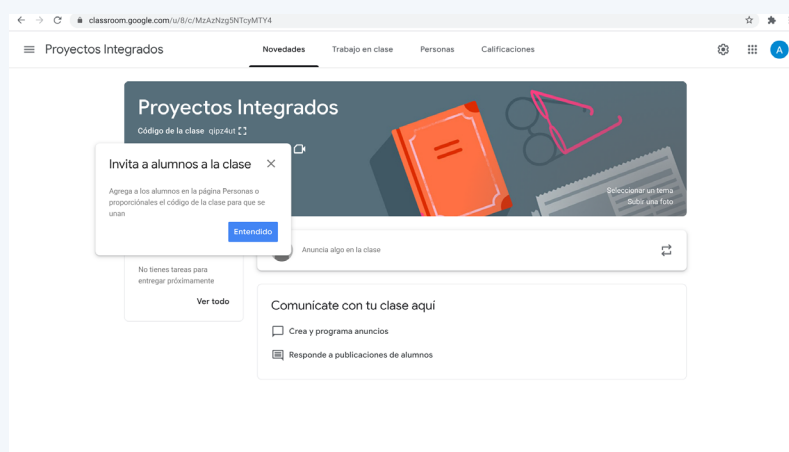 classroom.google.com/u/8/c/MzAzNzg5NTcyMTY4
Proyectos Integrados
Novedades
Trabajo en clase
Personas
Calificaciones
A
Proyectos Integrados
Código de la clase qipz4ut
Invita a alumnos a la clase
Agrega a los alumnos en la página Personas o
proporciónales el código de la clase para que se
unan
Entendido
Seleccionar un tema
Subir una foto
Anuncia algo en la clase
No tienes tareas para
entregar próximamente
Ver todo
Comunícate con tu clase aquí
Crea y programa anuncios
Responde a publicaciones de alumnos